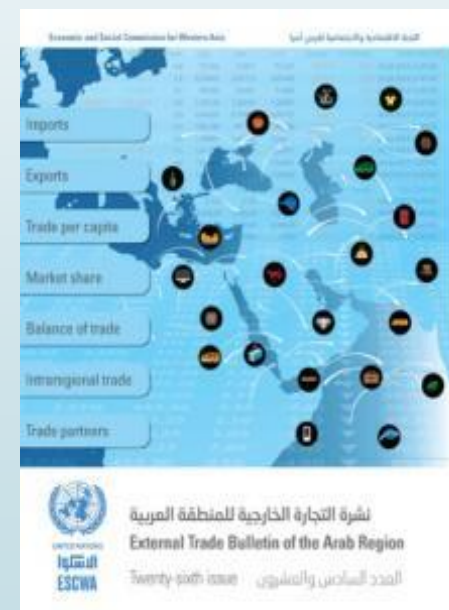 Economic and Social Commission for Western Asia
اللجنة الاقتصادية والاجتماعية لغربي آسيا
Imports
Exports
Trade per capita
Market share
Balance of trade
Intraregional trade
Trade partners
UNITED NATIONS
الاسكوا
ESCWA
نشرة التجارة الخارجية للمنطقة العربية
External Trade Bulletin of the Arab Region
Twenty-sixth issue العدد السادس والعشرون